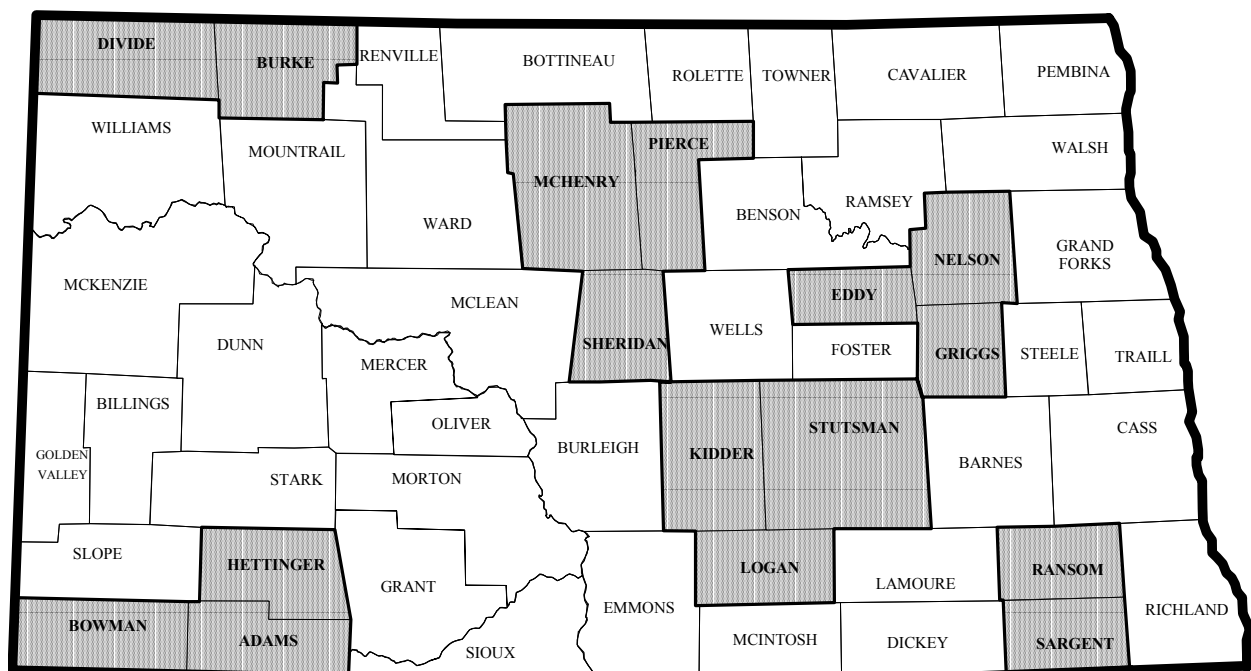 DIVIDE
BURKE
RENVILLE
BOTTINEAU
ROLETTE
TOWNER
CAVALIER
PEMBINA
WILLIAMS
MOUNTRAIL
MCHENRY
PIERCE
WALSH
WARD
BENSON
RAMSEY
NELSON
GRAND
FORKS
MCKENZIE
MCLEAN
EDDY
DUNN
SHERIDAN
WELLS
FOSTER
GRIGGS
STEELE
TRAILL
MERCER
BILLINGS
OLIVER
BURLEIGH
KIDDER
STUTSMAN
BARNES
CASS
GOLDEN
VALLEY
STARK
MORTON
SLOPE
HETTINGER
GRANT
LOGAN
LAMOURE
RANSOM
EMMONS
RICHLAND
BOWMAN
ADAMS
SIOUX
MCINTOSH
DICKEY
SARGENT